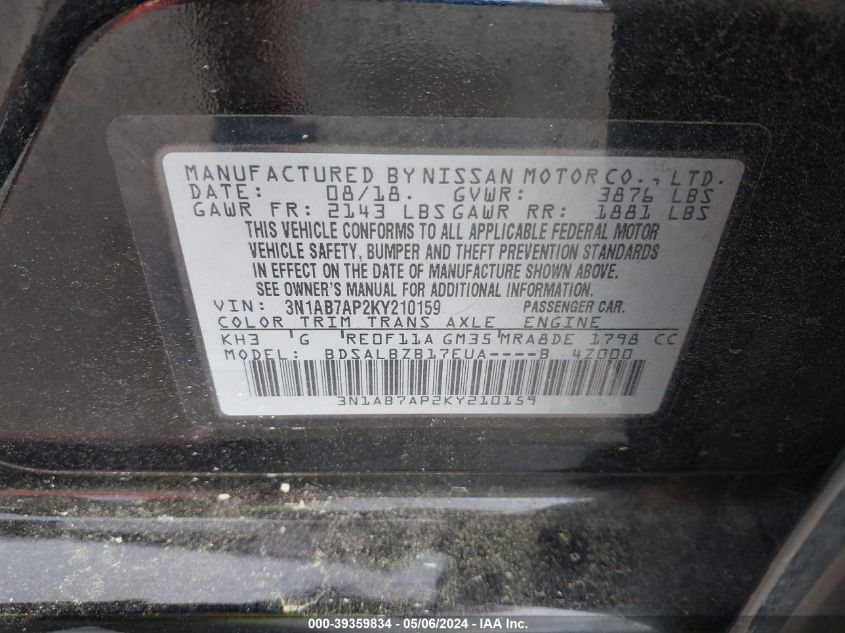 MANUFACTURED BY NISSAN MOTOR CO., LTD.
DATE: 08/18. GVWR: 3876 LBS
GAWR FR: 2143 LBS GAWR RR: 1881 LBS
THIS VEHICLE CONFORMS TO ALL APPLICABLE FEDERAL MOTOR
VEHICLE SAFETY, BUMPER AND THEFT PREVENTION STANDARDS
IN EFFECT ON THE DATE OF MANUFACTURE SHOWN ABOVE.
SEE OWNER'S MANUAL FOR ADDITIONAL INFORMATION.
VIN: 3N1AB7AP2KY210159 PASSENGER CAR.
COLOR TRIM TRANS AXLE ENGINE
KH3 G RE0F11A GM35 MRA8DE 1798 CC
MODEL: BDSALBZB17EUA----B 4Z000
3N1AB7AP2KY210159
000-39359834 - 05/06/2024 - IAA Inc.